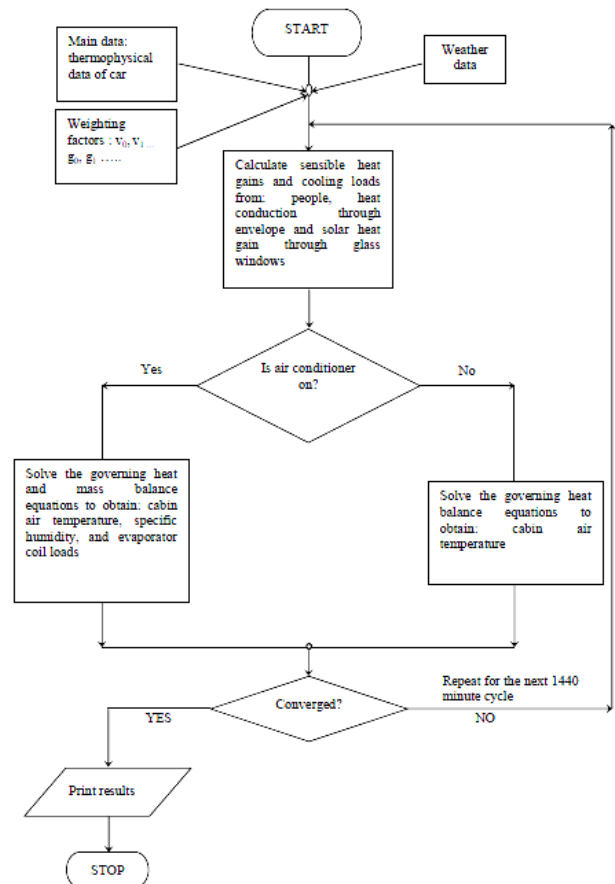 START
Main data:
thermophysical
data of car
Weather
data
Weighting
factors : v0, v1 ...
g0, g1 .....
Calculate sensible heat
gains and cooling loads
from: people, heat
conduction through
envelope and solar heat
gain through glass
windows
Is air conditioner
on?
Yes
No
Solve the governing heat
and mass balance
equations to obtain: cabin
air temperature, specific
humidity, and evaporator
coil loads
Solve the governing heat
balance equations to
obtain: cabin air
temperature
Converged?
Repeat for the next 1440
minute cycle
YES
NO
Print results
STOP